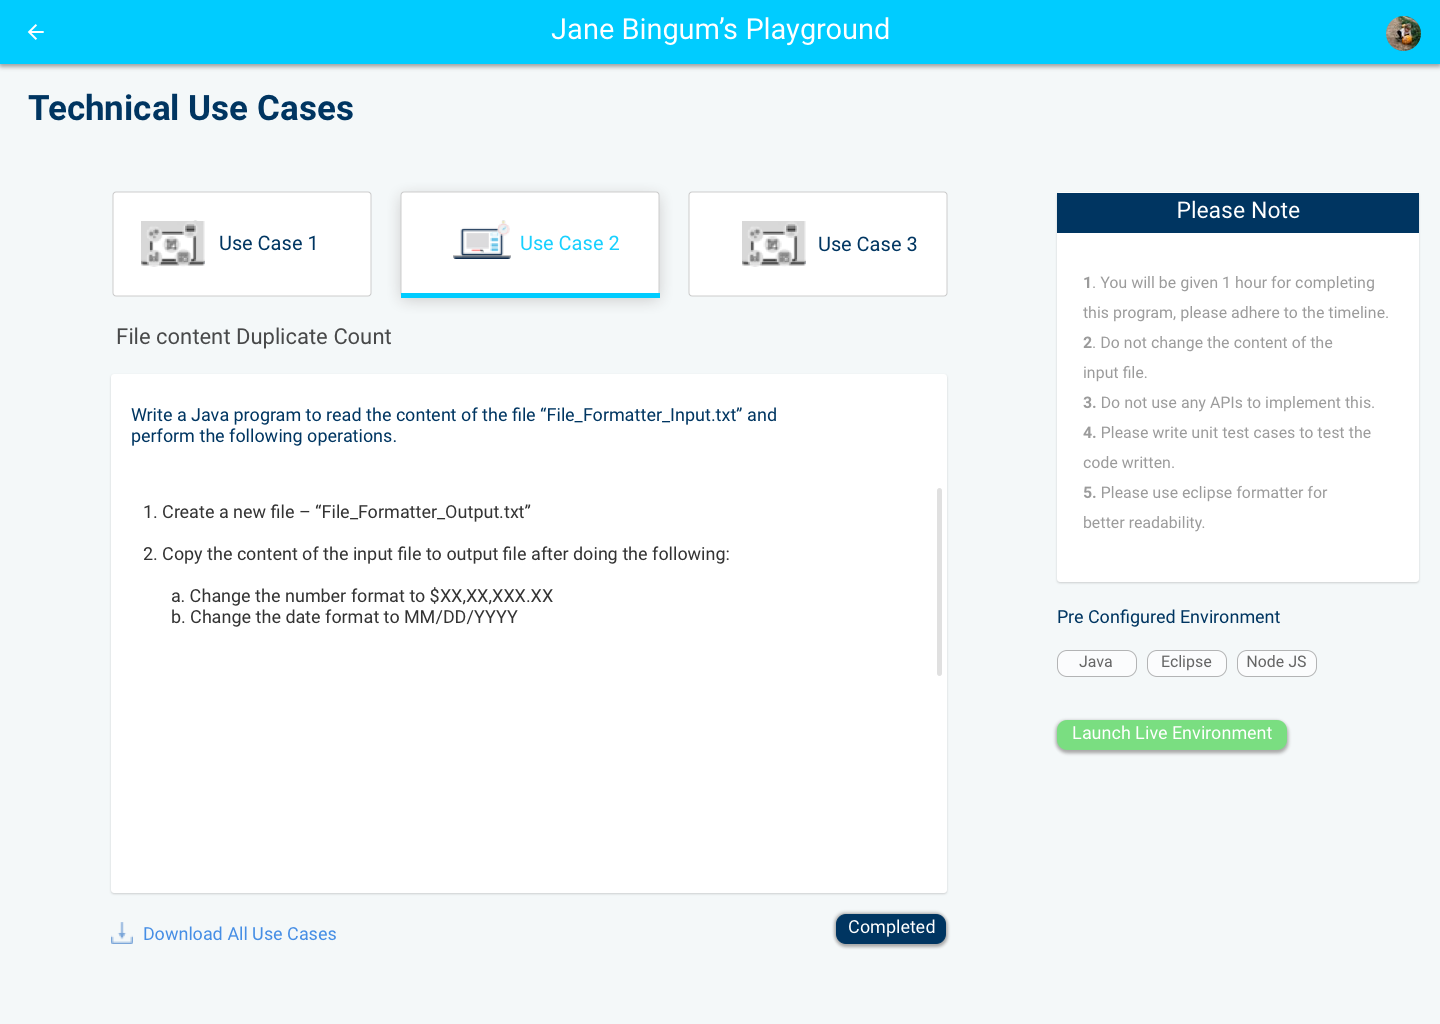 Jane Bingum’s Playground
Technical Use Cases
Use Case 1
Use Case 2
Use Case 3
File content Duplicate Count
Write a Java program to read the content of the file “File_Formatter_Input.txt” and
perform the following operations.
1. Create a new file – “File_Formatter_Output.txt”
2. Copy the content of the input file to output file after doing the following:
a. Change the number format to $XX,XX,XXX.XX
b. Change the date format to MM/DD/YYYY
Download All Use Cases
Completed
Please Note
1. You will be given 1 hour for completing
this program, please adhere to the timeline.
2. Do not change the content of the
input file.
3. Do not use any APIs to implement this.
4. Please write unit test cases to test the
code written.
5. Please use eclipse formatter for
better readability.
Pre Configured Environment
Java
Eclipse
Node JS
Launch Live Environment